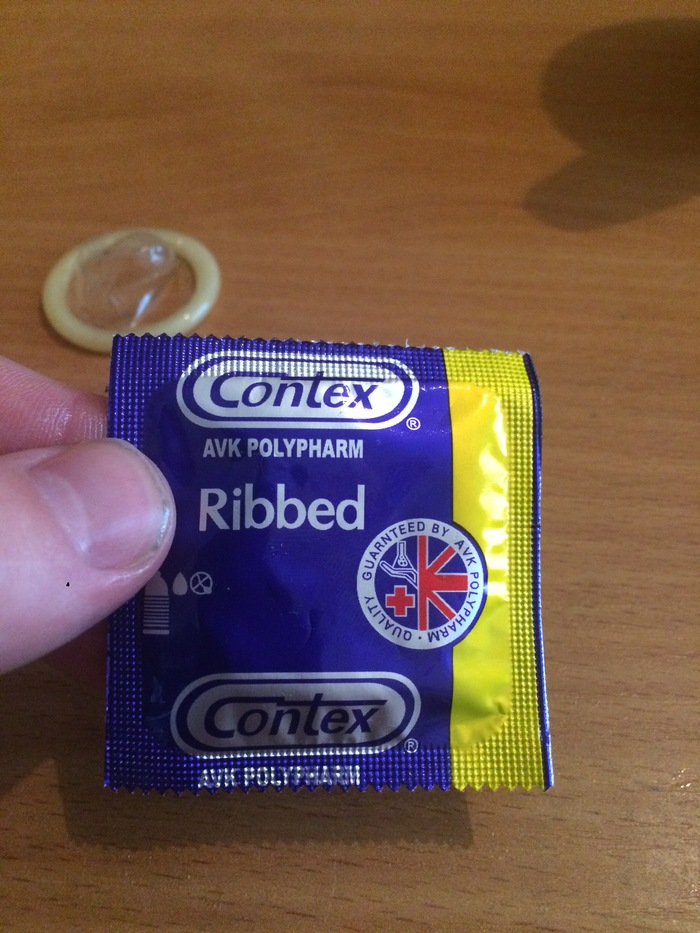 Contex®
AVK POLYPHARM
Ribbed
QUALITY GUARNTEED BY AVK POLYPHARM ·
Contex®
AVK POLYPHARM